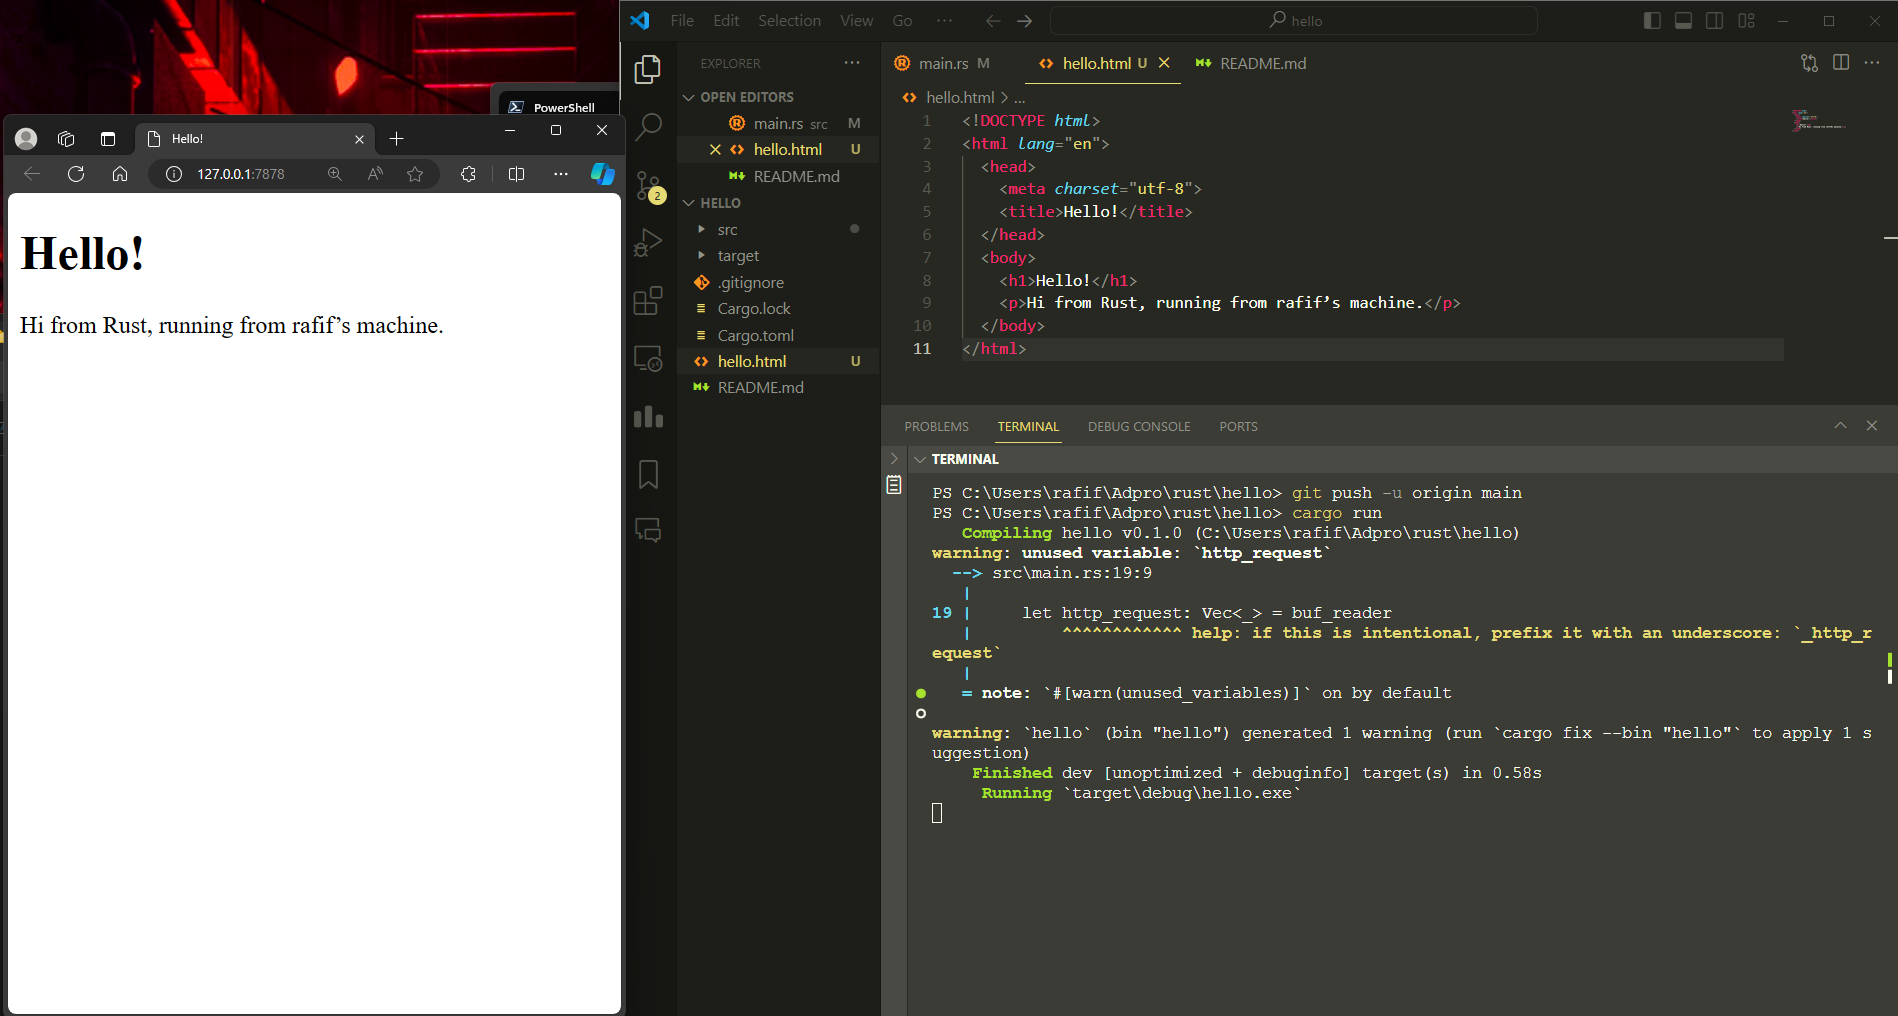 PowerShell
Hello!
127.0.0.1:7878
Hello!
Hi from Rust, running from rafif’s machine.
File Edit Selection View Go ···
hello
EXPLORER ···
OPEN EDITORS
main.rs src M
hello.html U
README.md
HELLO
src
target
.gitignore
Cargo.lock
Cargo.toml
hello.html U
README.md
2
main.rs M
hello.html U
README.md
hello.html > ...
1 <!DOCTYPE html>
2 <html lang="en">
3 <head>
4 <meta charset="utf-8">
5 <title>Hello!</title>
6 </head>
7 <body>
8 <h1>Hello!</h1>
9 <p>Hi from Rust, running from rafif’s machine.</p>
10 </body>
11 </html>
PROBLEMS TERMINAL DEBUG CONSOLE PORTS
TERMINAL
PS C:\Users\rafif\Adpro\rust\hello> git push -u origin main
PS C:\Users\rafif\Adpro\rust\hello> cargo run
Compiling hello v0.1.0 (C:\Users\rafif\Adpro\rust\hello)
warning: unused variable: `http_request`
--> src\main.rs:19:9
|
19 | let http_request: Vec<_> = buf_reader
| ^^^^^^^^^^^^ help: if this is intentional, prefix it with an underscore: `_http_r
equest`
|
= note: `#[warn(unused_variables)]` on by default
warning: `hello` (bin "hello") generated 1 warning (run `cargo fix --bin "hello"` to apply 1 s
uggestion)
Finished dev [unoptimized + debuginfo] target(s) in 0.58s
Running `target\debug\hello.exe`